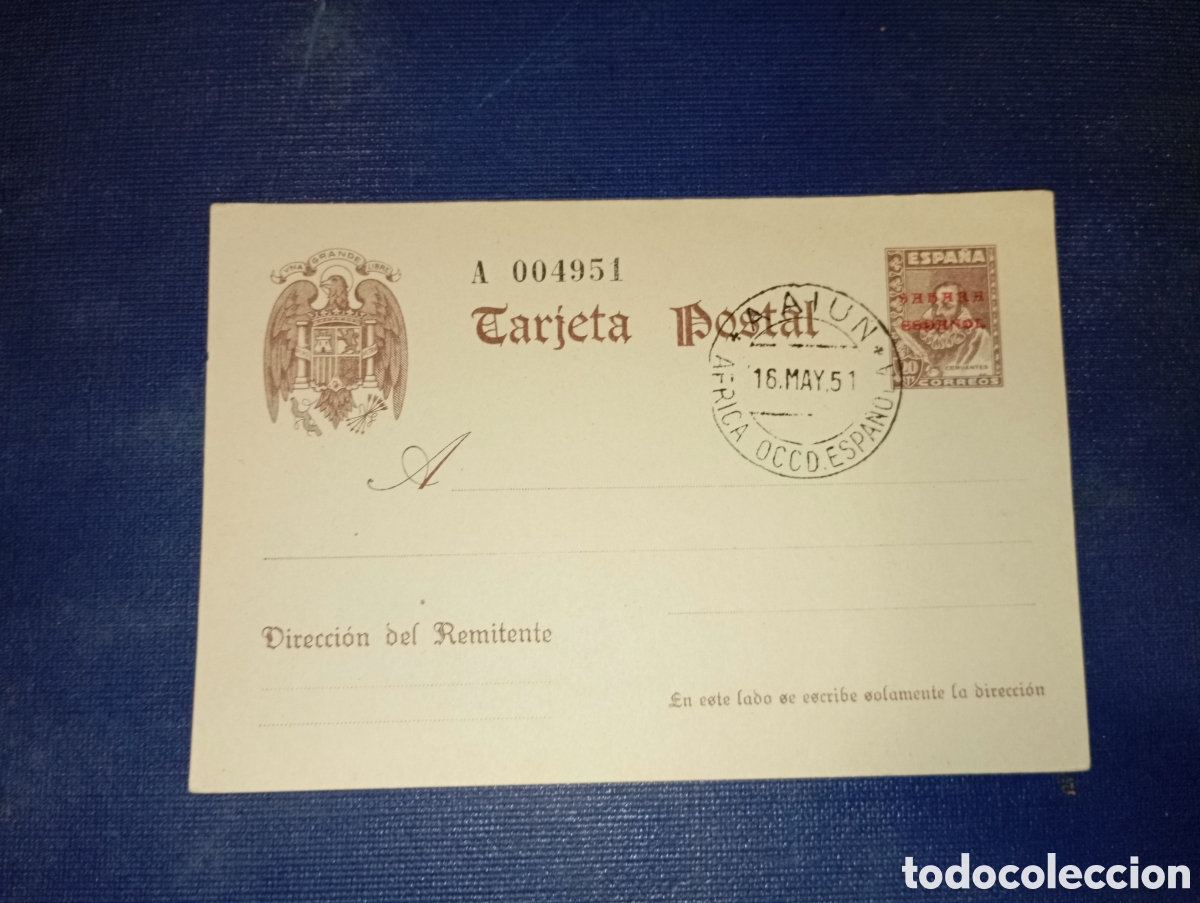 UNA GRANDE LIBRE
A 004951
Tarjeta Postal
ESPAÑA
SAHARA
ESPAÑOL
CERVANTES
CORREOS
AAIUN
16.MAY.51
AFRICA OCCD. ESPAÑOLA
A
Dirección del Remitente
En este lado se escribe solamente la dirección
todocoleccion